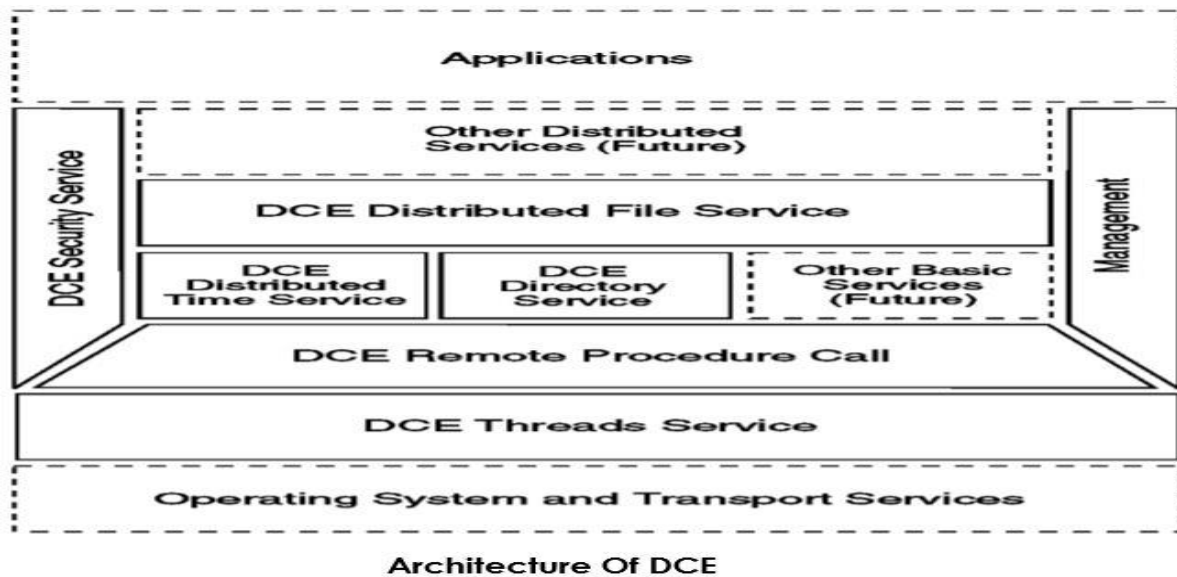 Applications
Other Distributed
Services (Future)
DCE Security Service
Management
DCE Distributed File Service
DCE
Distributed
Time Service
DCE
Directory
Service
Other Basic
Services
(Future)
DCE Remote Procedure Call
DCE Threads Service
Operating System and Transport Services
Architecture Of DCE